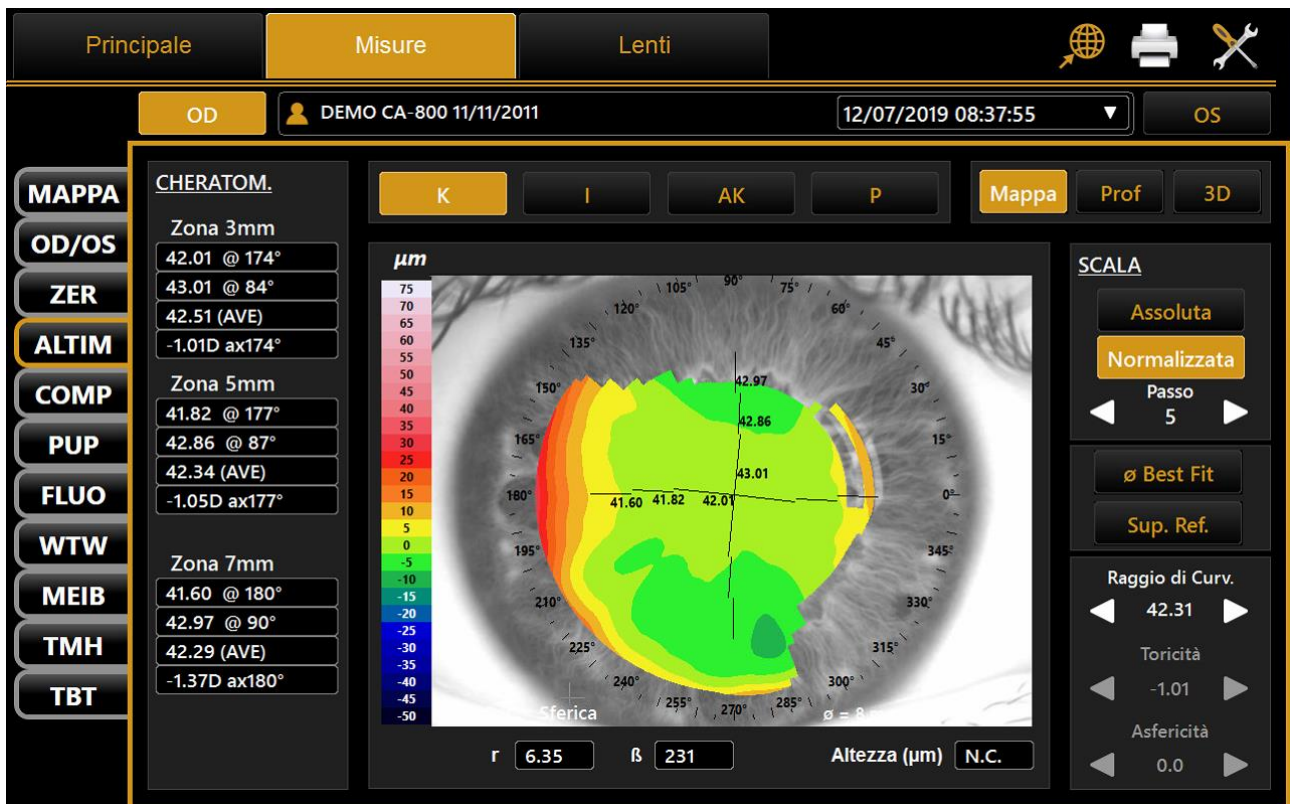 Principale Misure Lenti
OD DEMO CA-800 11/11/2011 12/07/2019 08:37:55 ▼ OS
MAPPA
OD/OS
ZER
ALTIM
COMP
PUP
FLUO
WTW
MEIB
TMH
TBT
CHERATOM.
Zona 3mm
42.01 @ 174°
43.01 @ 84°
42.51 (AVE)
-1.01D ax174°
Zona 5mm
41.82 @ 177°
42.86 @ 87°
42.34 (AVE)
-1.05D ax177°
Zona 7mm
41.60 @ 180°
42.97 @ 90°
42.29 (AVE)
-1.37D ax180°
K I AK P
Mappa Prof 3D
µm
75
70
65
60
55
50
45
40
35
30
25
20
15
10
5
0
-5
-10
-15
-20
-25
-30
-35
-40
-45
-50
105° 90° 75°
120° 60°
135° 45°
150° 42.97 30°
42.86
165° 15°
43.01
180° 41.60 41.82 42.01 0°
195° 345°
210° 330°
225° 315°
240° 300°
255° 270° 285°
Sferica ø = 8
r 6.35 ß 231 Altezza (µm) N.C.
SCALA
Assoluta
Normalizzata
Passo
5
ø Best Fit
Sup. Ref.
Raggio di Curv.
42.31
Toricità
-1.01
Asfericità
0.0